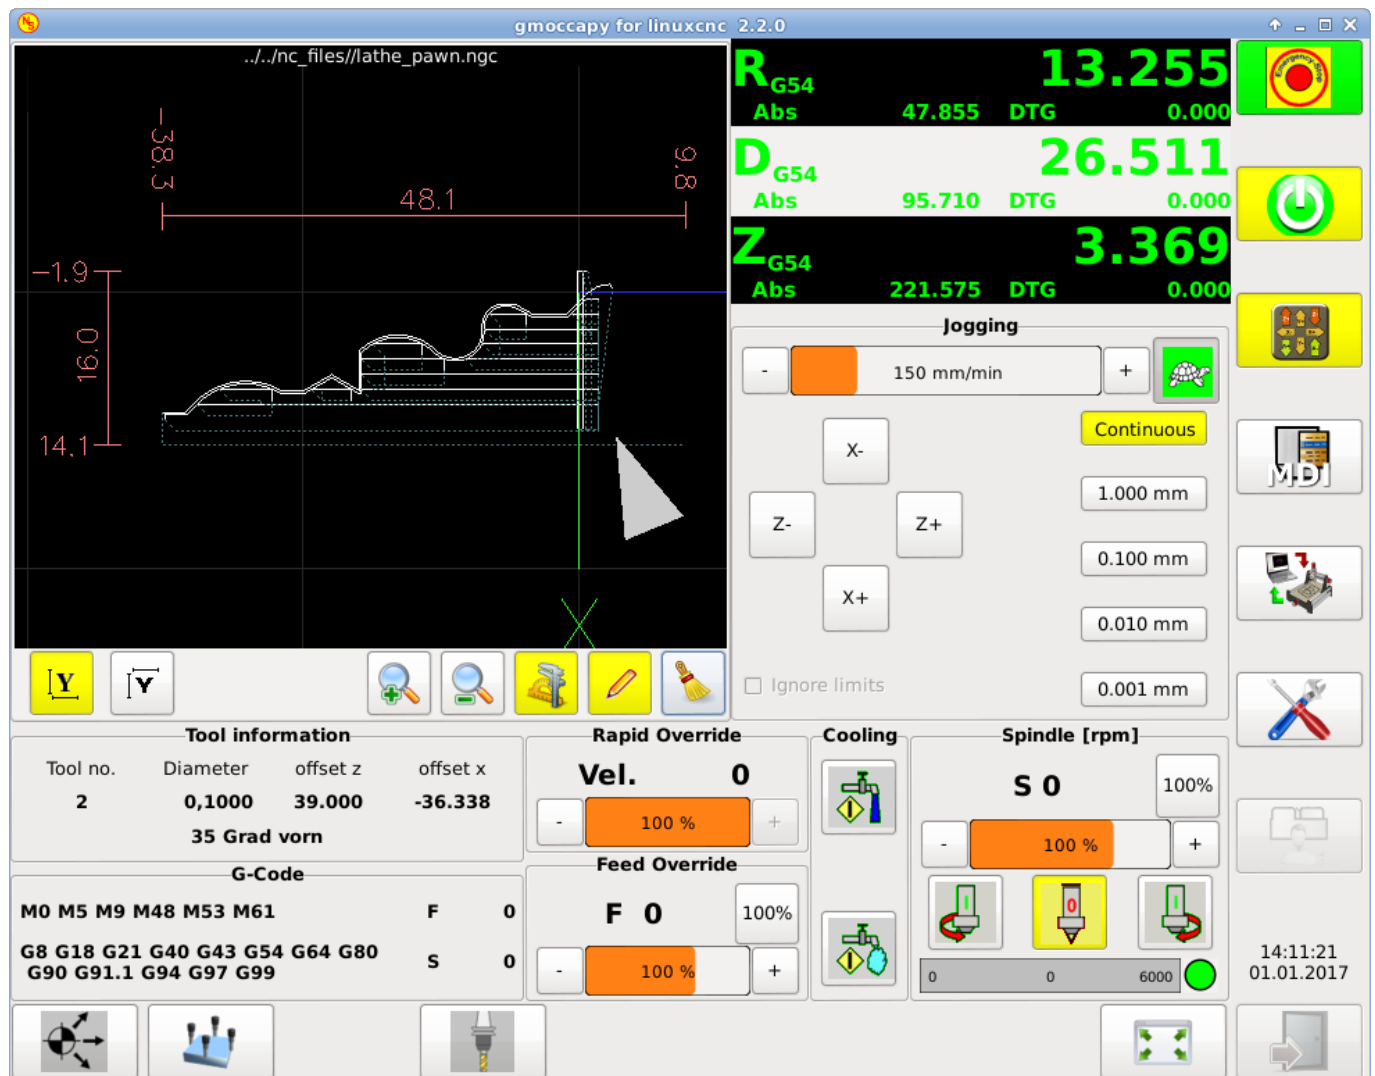 gmoccapy for linuxcnc 2.2.0
../../nc_files//lathe_pawn.ngc
-38.3
9.8
48.1
-1.9
16.0
14.1
R G54 13.255
Abs 47.855 DTG 0.000
D G54 26.511
Abs 95.710 DTG 0.000
Z G54 3.369
Abs 221.575 DTG 0.000
Emergency-Stop
Jogging
- 150 mm/min +
Continuous
X-
1.000 mm
Z- Z+
0.100 mm
X+
0.010 mm
Ignore limits
0.001 mm
MDI
X
Y Y
Tool information
Tool no. Diameter offset z offset x
2 0,1000 39.000 -36.338
35 Grad vorn
G-Code
M0 M5 M9 M48 M53 M61 F 0
G8 G18 G21 G40 G43 G54 G64 G80
G90 G91.1 G94 G97 G99
S 0
Rapid Override
Vel. 0
- 100 % +
Feed Override
F 0 100%
- 100 % +
Cooling
Spindle [rpm]
S 0 100%
- 100 % +
I 0 I
0 0 6000
14:11:21
01.01.2017